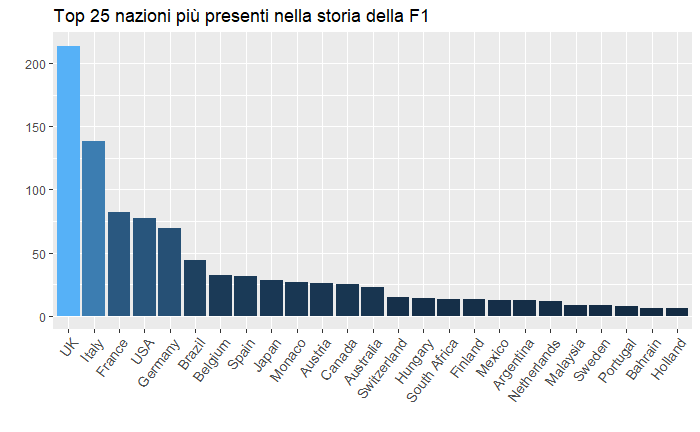 Top 25 nazioni più presenti nella storia della F1
200
150
100
50
0
UK
Italy
France
USA
Germany
Brazil
Belgium
Spain
Japan
Monaco
Austria
Canada
Australia
Switzerland
Hungary
South Africa
Finland
Mexico
Argentina
Netherlands
Malaysia
Sweden
Portugal
Bahrain
Holland